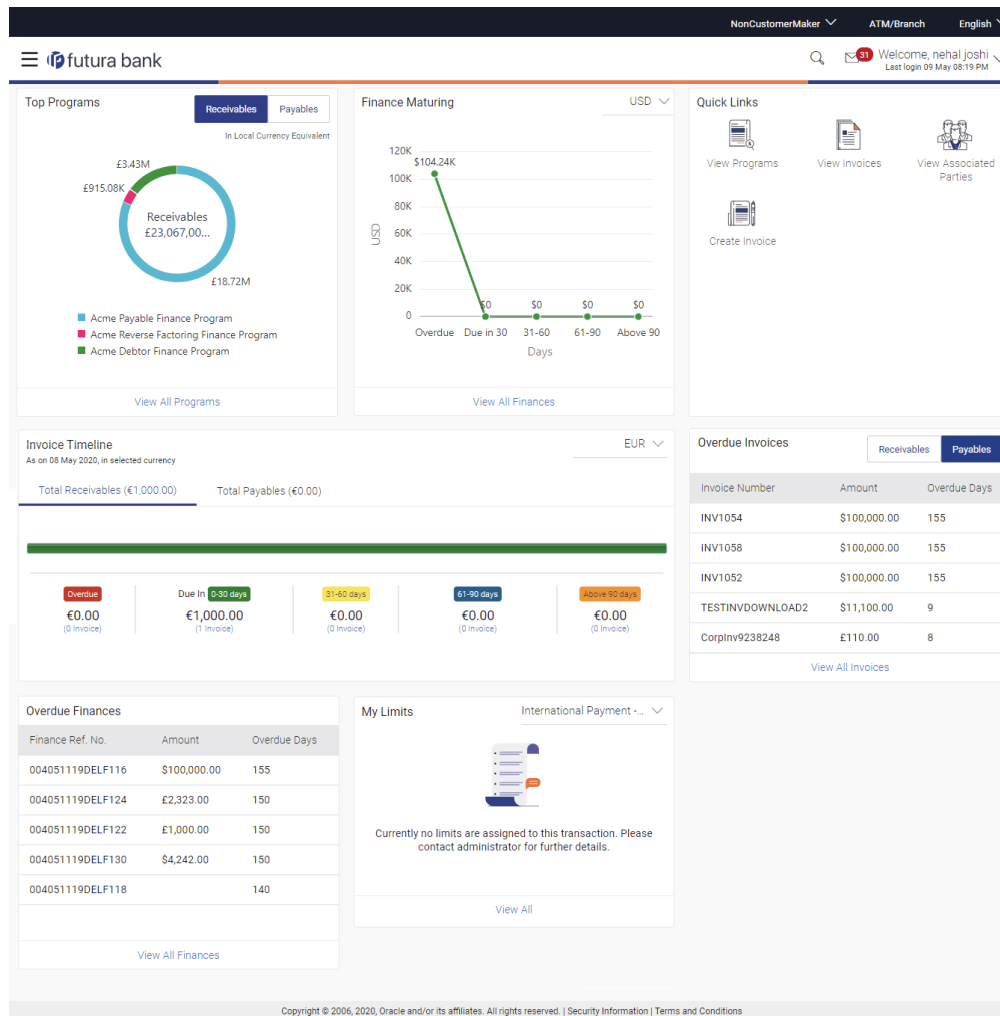 NonCustomerMaker ATM/Branch English
futura bank
31 Welcome, nehal joshi
Last login 09 May 08:19 PM
Top Programs Receivables Payables
In Local Currency Equivalent
£3.43M
£915.08K
Receivables
£23,067,00...
£18.72M
Acme Payable Finance Program
Acme Reverse Factoring Finance Program
Acme Debtor Finance Program
View All Programs
Finance Maturing USD
120K
$104.24K
100K
80K
60K
USD
40K
20K
$0 $0 $0 $0
0
Overdue Due in 30 31-60 61-90 Above 90
Days
View All Finances
Quick Links
View Programs View Invoices View Associated
Parties
Create Invoice
Invoice Timeline EUR
As on 08 May 2020, in selected currency
Total Receivables (€1,000.00) Total Payables (€0.00)
Overdue Due In 0-30 days 31-60 days 61-90 days Above 90 days
€0.00 €1,000.00 €0.00 €0.00 €0.00
(0 Invoice) (1 Invoice) (0 Invoice) (0 Invoice) (0 Invoice)
Overdue Invoices Receivables Payables
Invoice Number Amount Overdue Days
INV1054 $100,000.00 155
INV1058 $100,000.00 155
INV1052 $100,000.00 155
TESTINVDOWNLOAD2 $11,100.00 9
CorpInv9238248 £110.00 8
View All Invoices
Overdue Finances
Finance Ref. No. Amount Overdue Days
004051119DELF116 $100,000.00 155
004051119DELF124 £2,323.00 150
004051119DELF122 £1,000.00 150
004051119DELF130 $4,242.00 150
004051119DELF118 140
View All Finances
My Limits International Payment -...
Currently no limits are assigned to this transaction. Please
contact administrator for further details.
View All
Copyright © 2006, 2020, Oracle and/or its affiliates. All rights reserved. | Security Information | Terms and Conditions